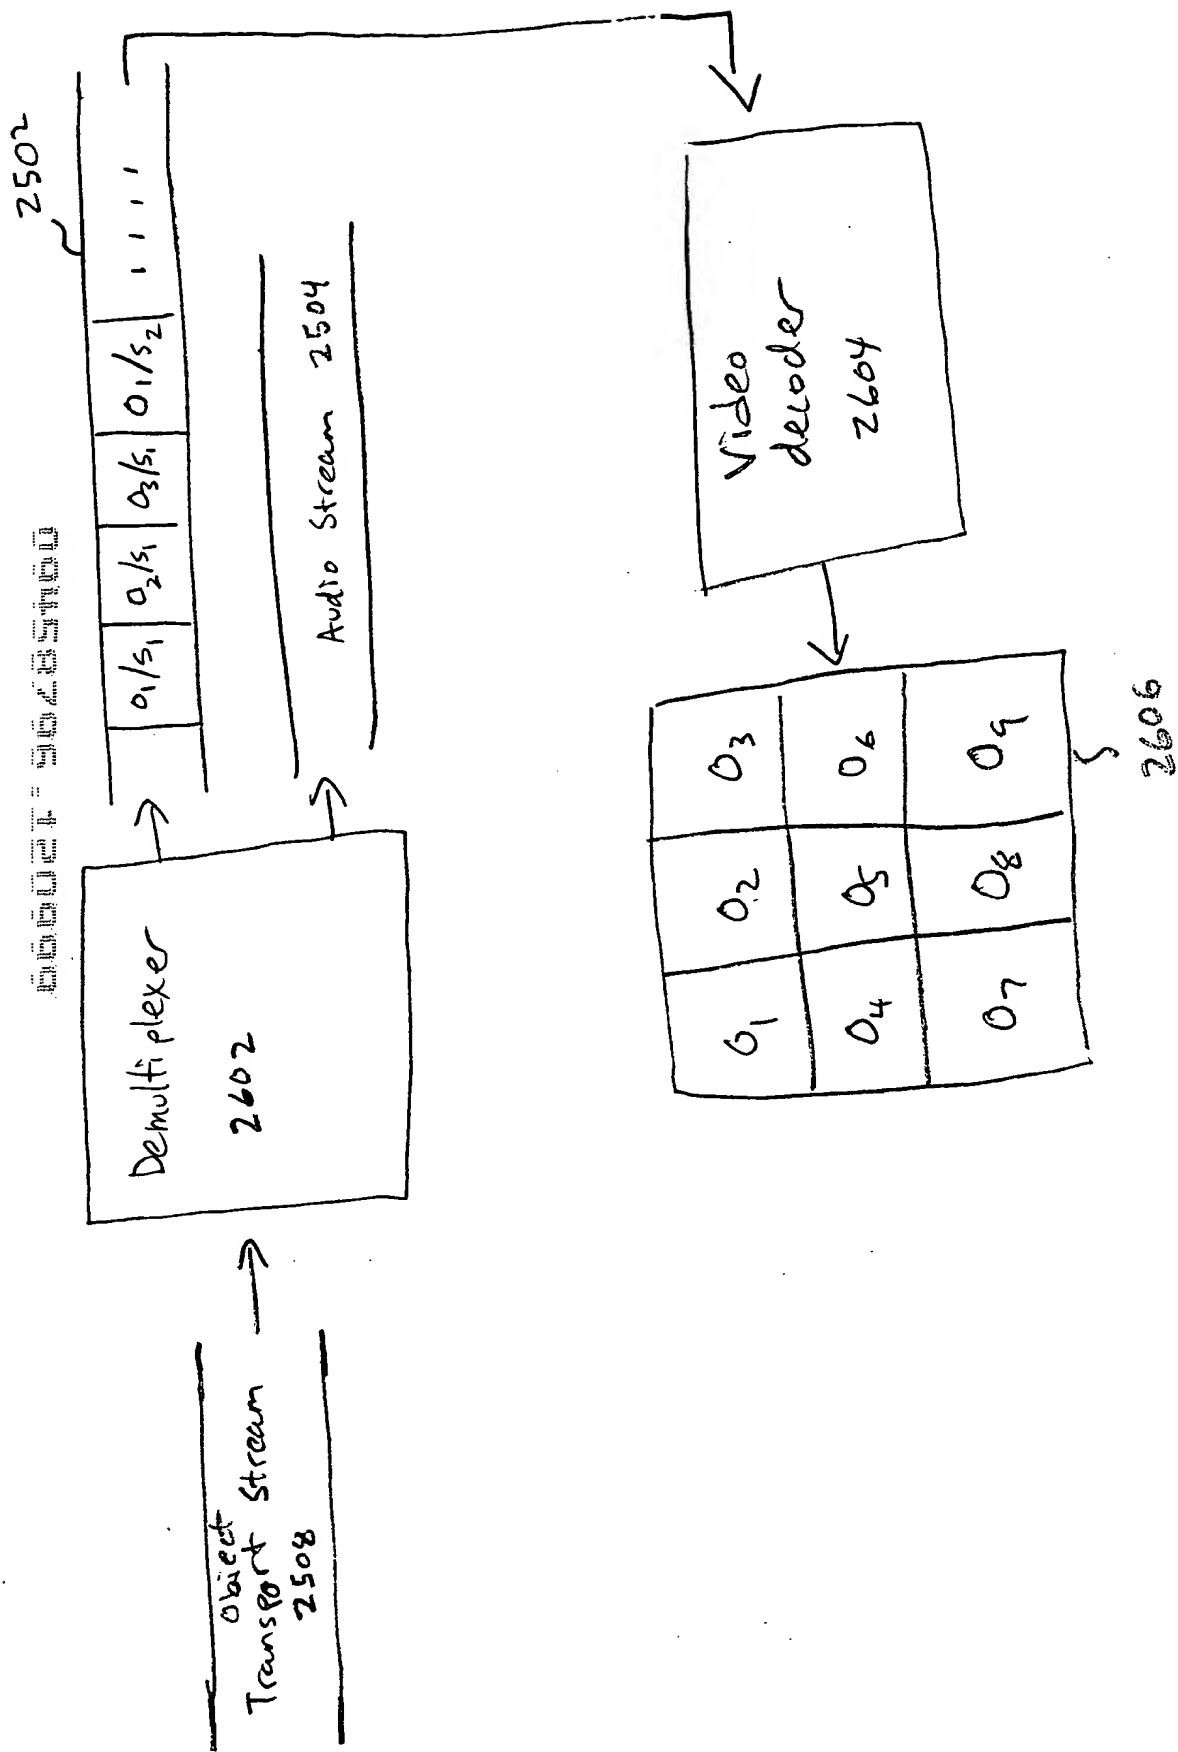 2502
O1/S1 O2/S1 O3/S1 O1/S2
Audio Stream 2504
Demultiplexer
2602
Object
Transport Stream
2508
Video
decoder
2604
O1 O2 O3
O4 O5 O6
O7 O8 O9
2606